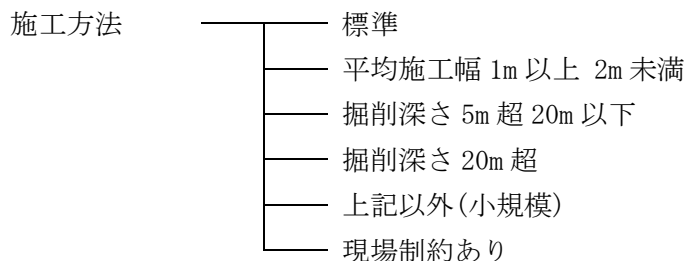 施工方法 標準
平均施工幅 1m 以上 2m 未満
掘削深さ 5m 超 20m 以下
掘削深さ 20m 超
上記以外(小規模)
現場制約あり